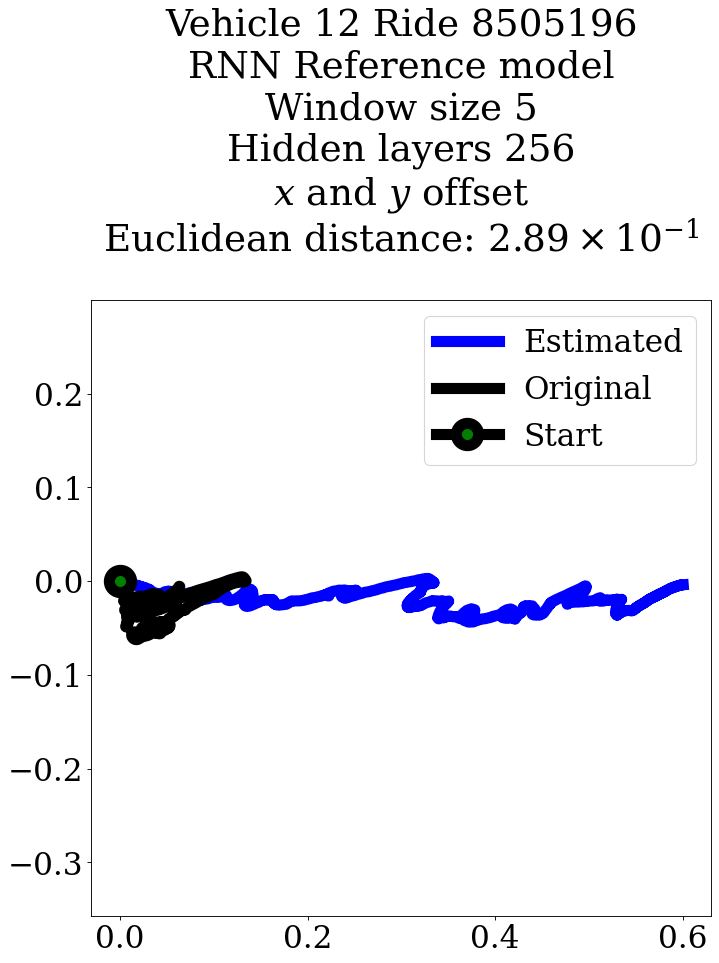 Vehicle 12 Ride 8505196
RNN Reference model
Window size 5
Hidden layers 256
x and y offset
Euclidean distance: 2.89 × 10⁻¹
Estimated
Original
Start
0.2
0.1
0.0
−0.1
−0.2
−0.3
0.0 0.2 0.4 0.6